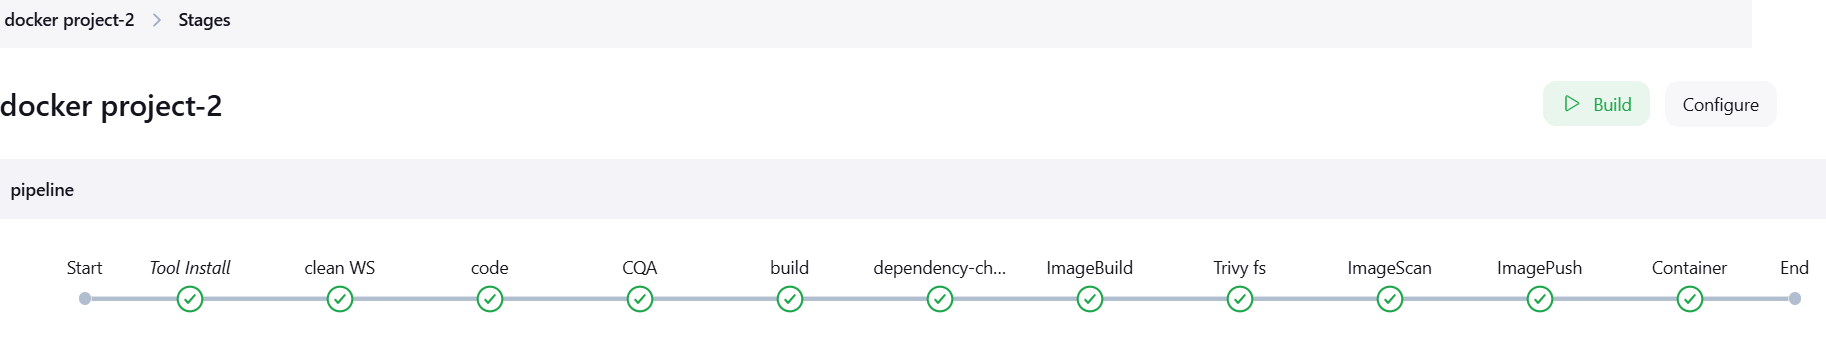 docker project-2 > Stages
docker project-2
Build
Configure
pipeline
Start Tool Install clean WS code CQA build dependency-ch... ImageBuild Trivy fs ImageScan ImagePush Container End